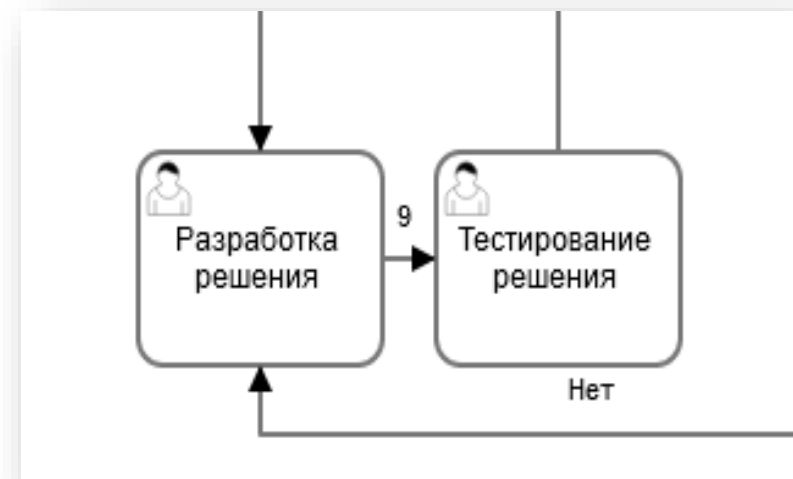 9
Разработка
решения
Тестирование
решения
Нет